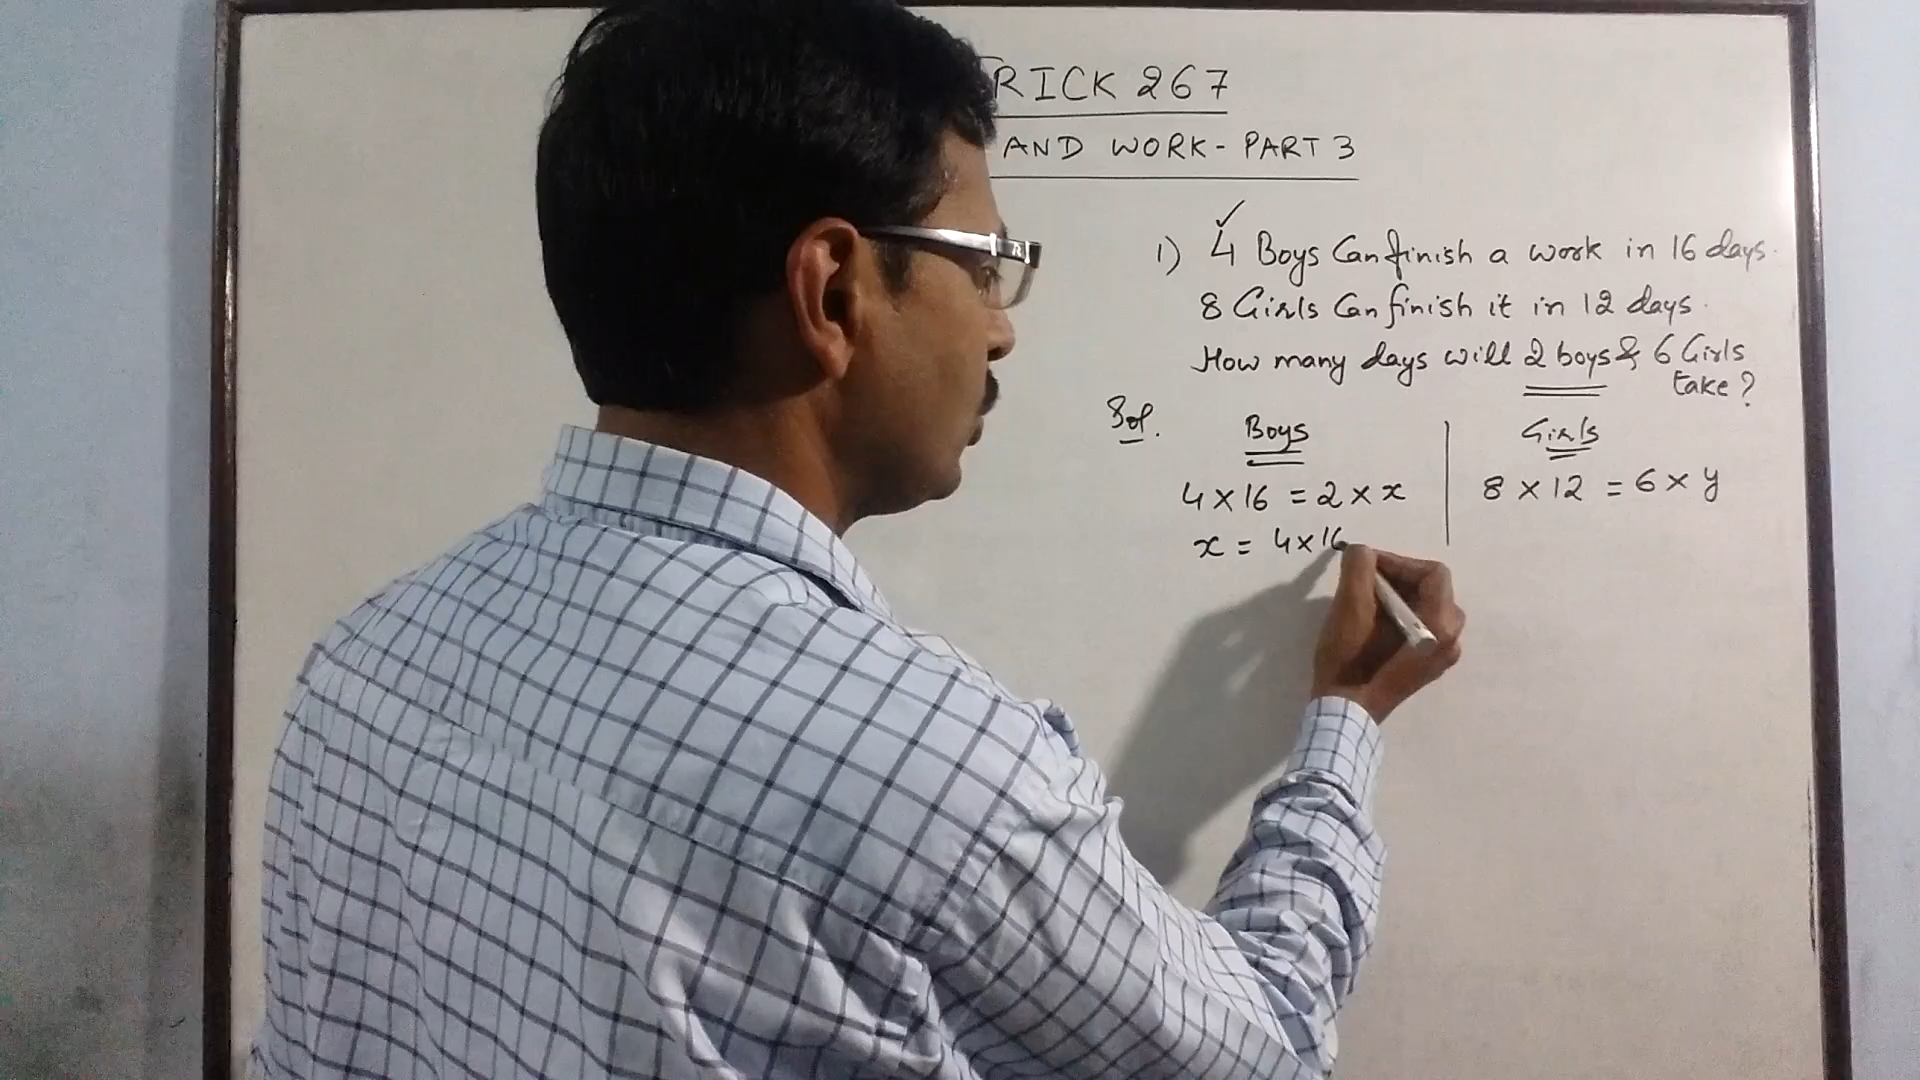 TRICK 267
AND WORK - PART 3
1) 4 Boys Can finish a work in 16 days.
8 Girls Can finish it in 12 days.
How many days will 2 boys & 6 Girls
take?
Sol.
Boys
Girls
4 × 16 = 2 × x
8 × 12 = 6 × y
x = 4 × 16